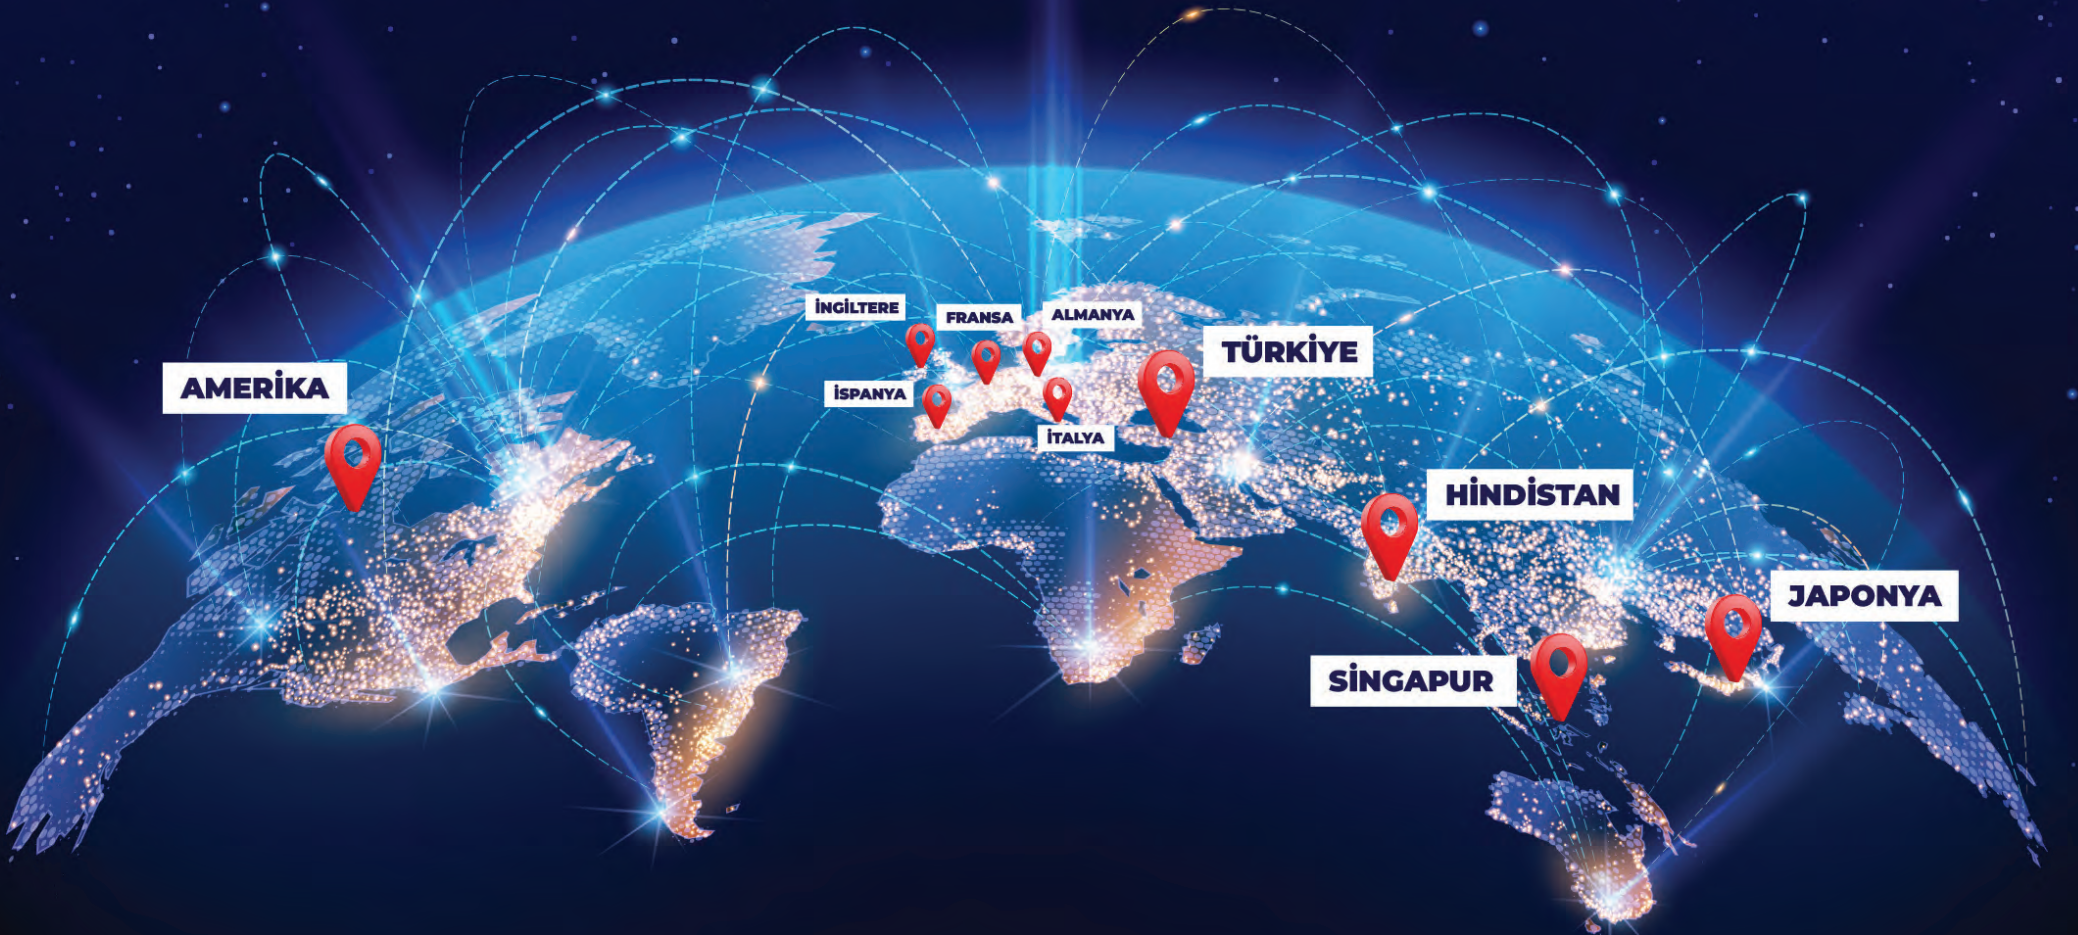 İNGİLTERE
FRANSA
ALMANYA
TÜRKİYE
AMERİKA
İSPANYA
İTALYA
HİNDİSTAN
JAPONYA
SİNGAPUR